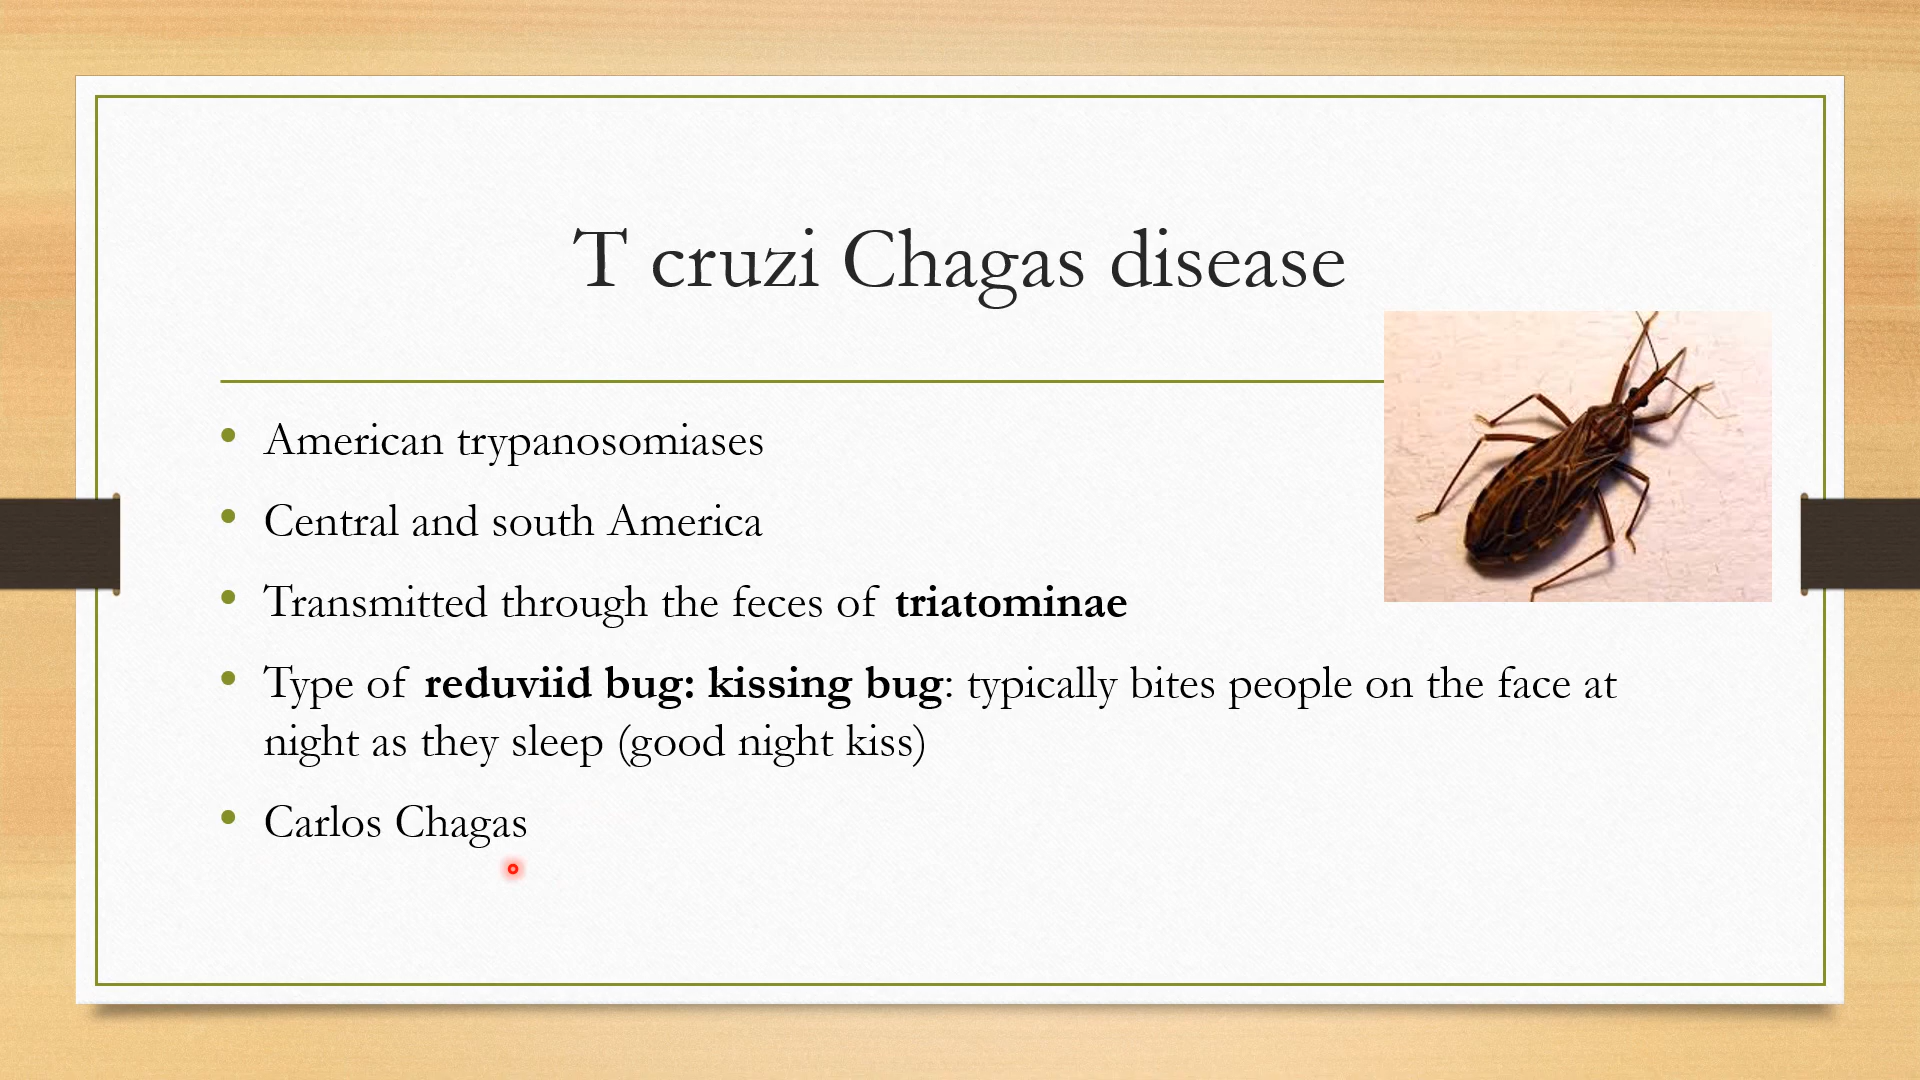 T cruzi Chagas disease
• American trypanosomiases
• Central and south America
• Transmitted through the feces of triatominae
• Type of reduviid bug: kissing bug: typically bites people on the face at
night as they sleep (good night kiss)
• Carlos Chagas